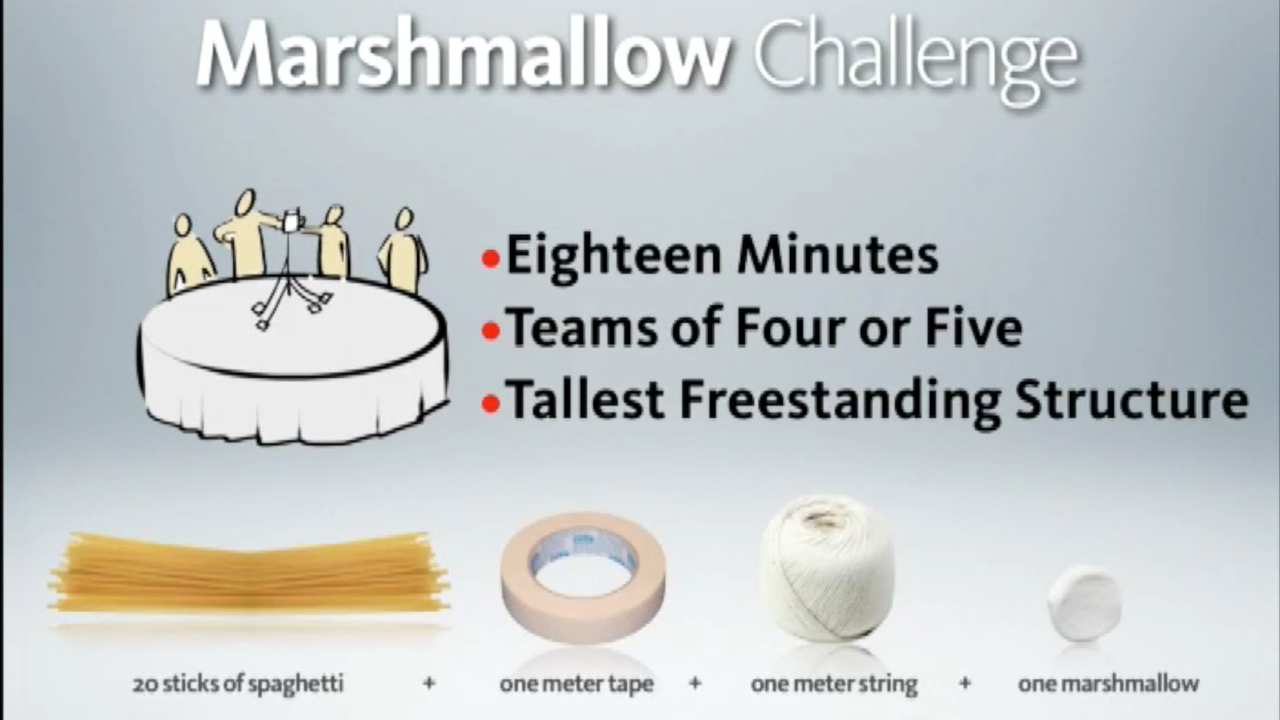 Marshmallow Challenge
•Eighteen Minutes
•Teams of Four or Five
•Tallest Freestanding Structure
20 sticks of spaghetti + one meter tape + one meter string + one marshmallow